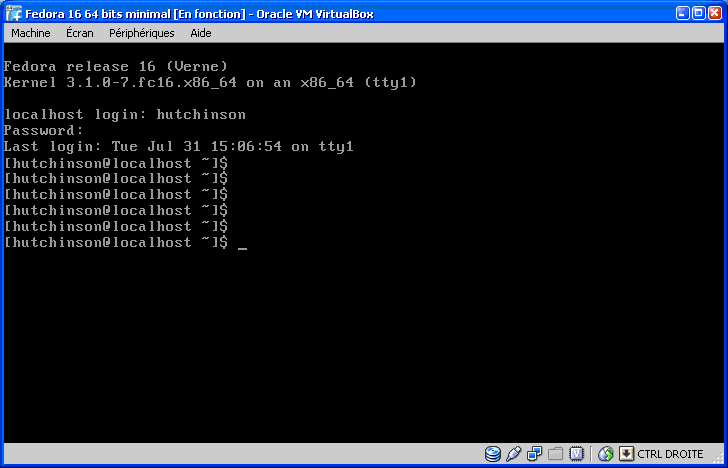 Fedora 16 64 bits minimal [En fonction] - Oracle VM VirtualBox
Machine Écran Périphériques Aide
Fedora release 16 (Verne)
Kernel 3.1.0-7.fc16.x86_64 on an x86_64 (tty1)
localhost login: hutchinson
Password:
Last login: Tue Jul 31 15:06:54 on tty1
[hutchinson@localhost ~]$
[hutchinson@localhost ~]$
[hutchinson@localhost ~]$
[hutchinson@localhost ~]$
[hutchinson@localhost ~]$
[hutchinson@localhost ~]$ _
CTRL DROITE